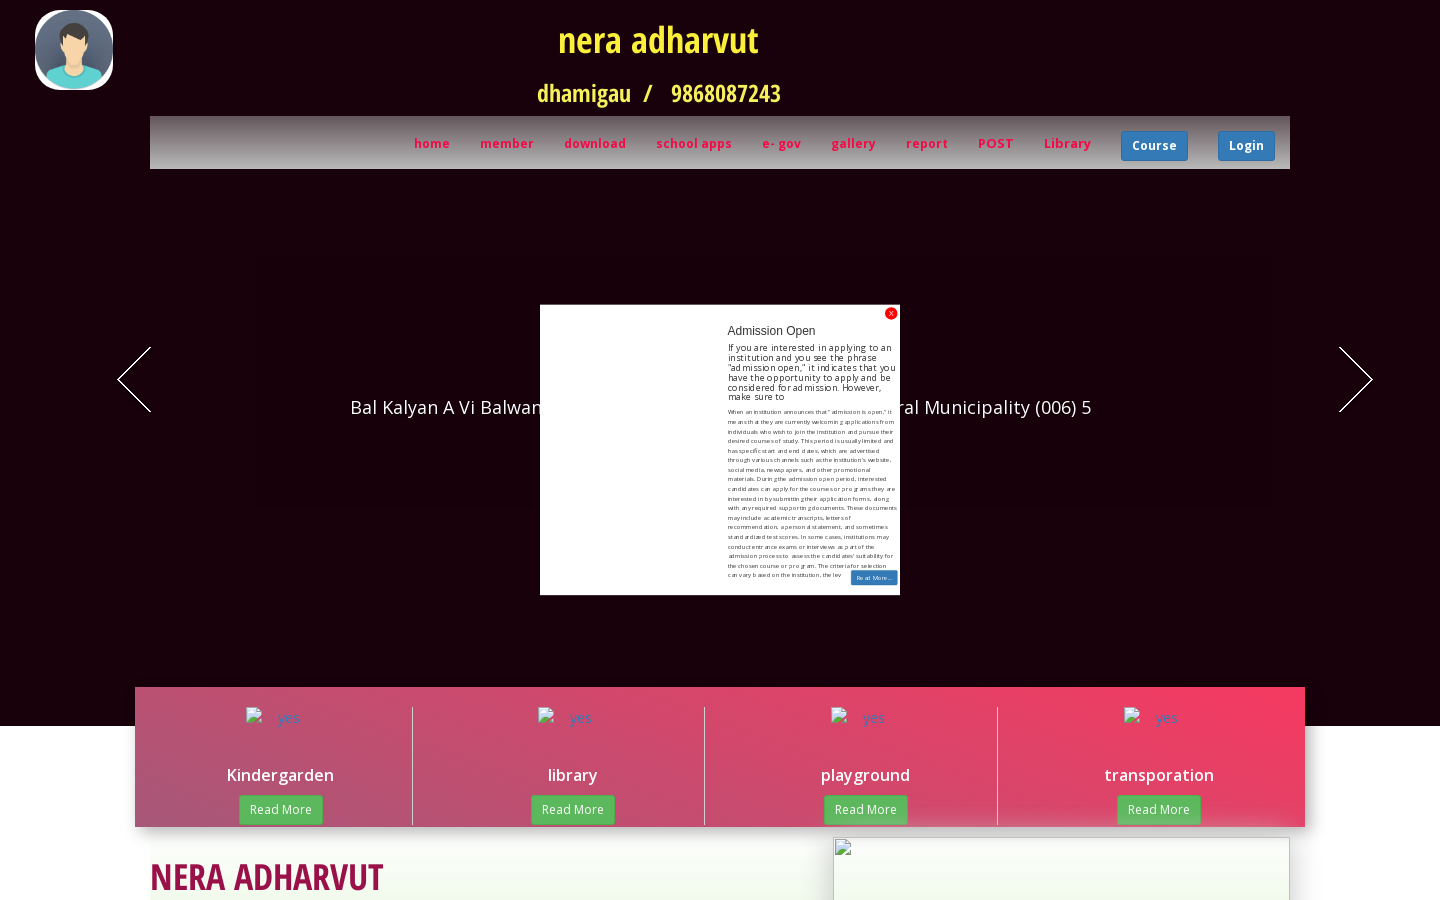 nera adharvut
dhamigau / 9868087243
home member download school apps e- gov gallery report POST Library Course Login
X
Admission Open
If you are interested in applying to an
institution and you see the phrase
"admission open," it indicates that you
have the opportunity to apply and be
considered for admission. However,
make sure to
When an institution announces that "admission is open," it
means that they are currently welcoming applications from
individuals who wish to join the institution and pursue their
desired courses of study. This period is usually limited and
has specific start and end dates, which are advertised
through various channels such as the institution's website,
social media, newspapers, and other promotional
materials. During the admission open period, interested
candidates can apply for the courses or programs they are
interested in by submitting their application forms, along
with any required supporting documents. These documents
may include academic transcripts, letters of
recommendation, a personal statement, and sometimes
standardized test scores. In some cases, institutions may
conduct entrance exams or interviews as part of the
admission process to assess the candidates' suitability for
the chosen course or program. The criteria for selection
can vary based on the institution, the lev
Read More...
Bal Kalyan A Vi Balwan ral Municipality (006) 5
yes yes yes yes
Kindergarden library playground transporation
Read More Read More Read More Read More
NERA ADHARVUT